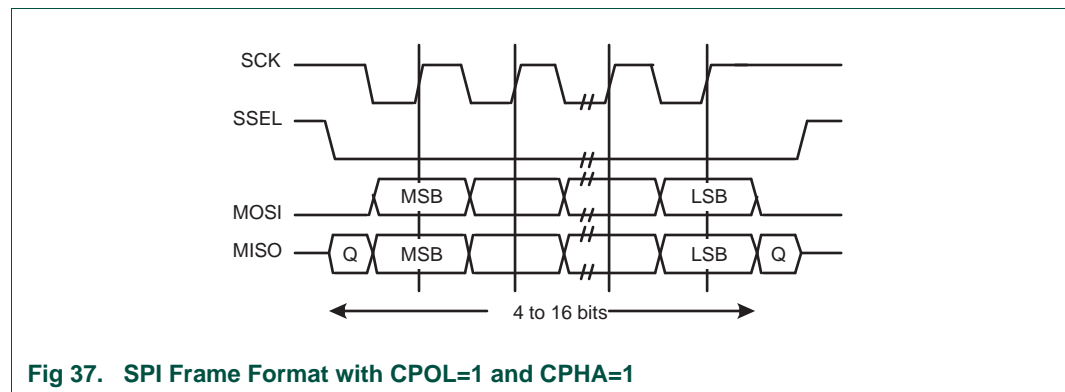 SCK
SSEL
MOSI MSB LSB
MISO Q MSB LSB Q
4 to 16 bits
Fig 37. SPI Frame Format with CPOL=1 and CPHA=1